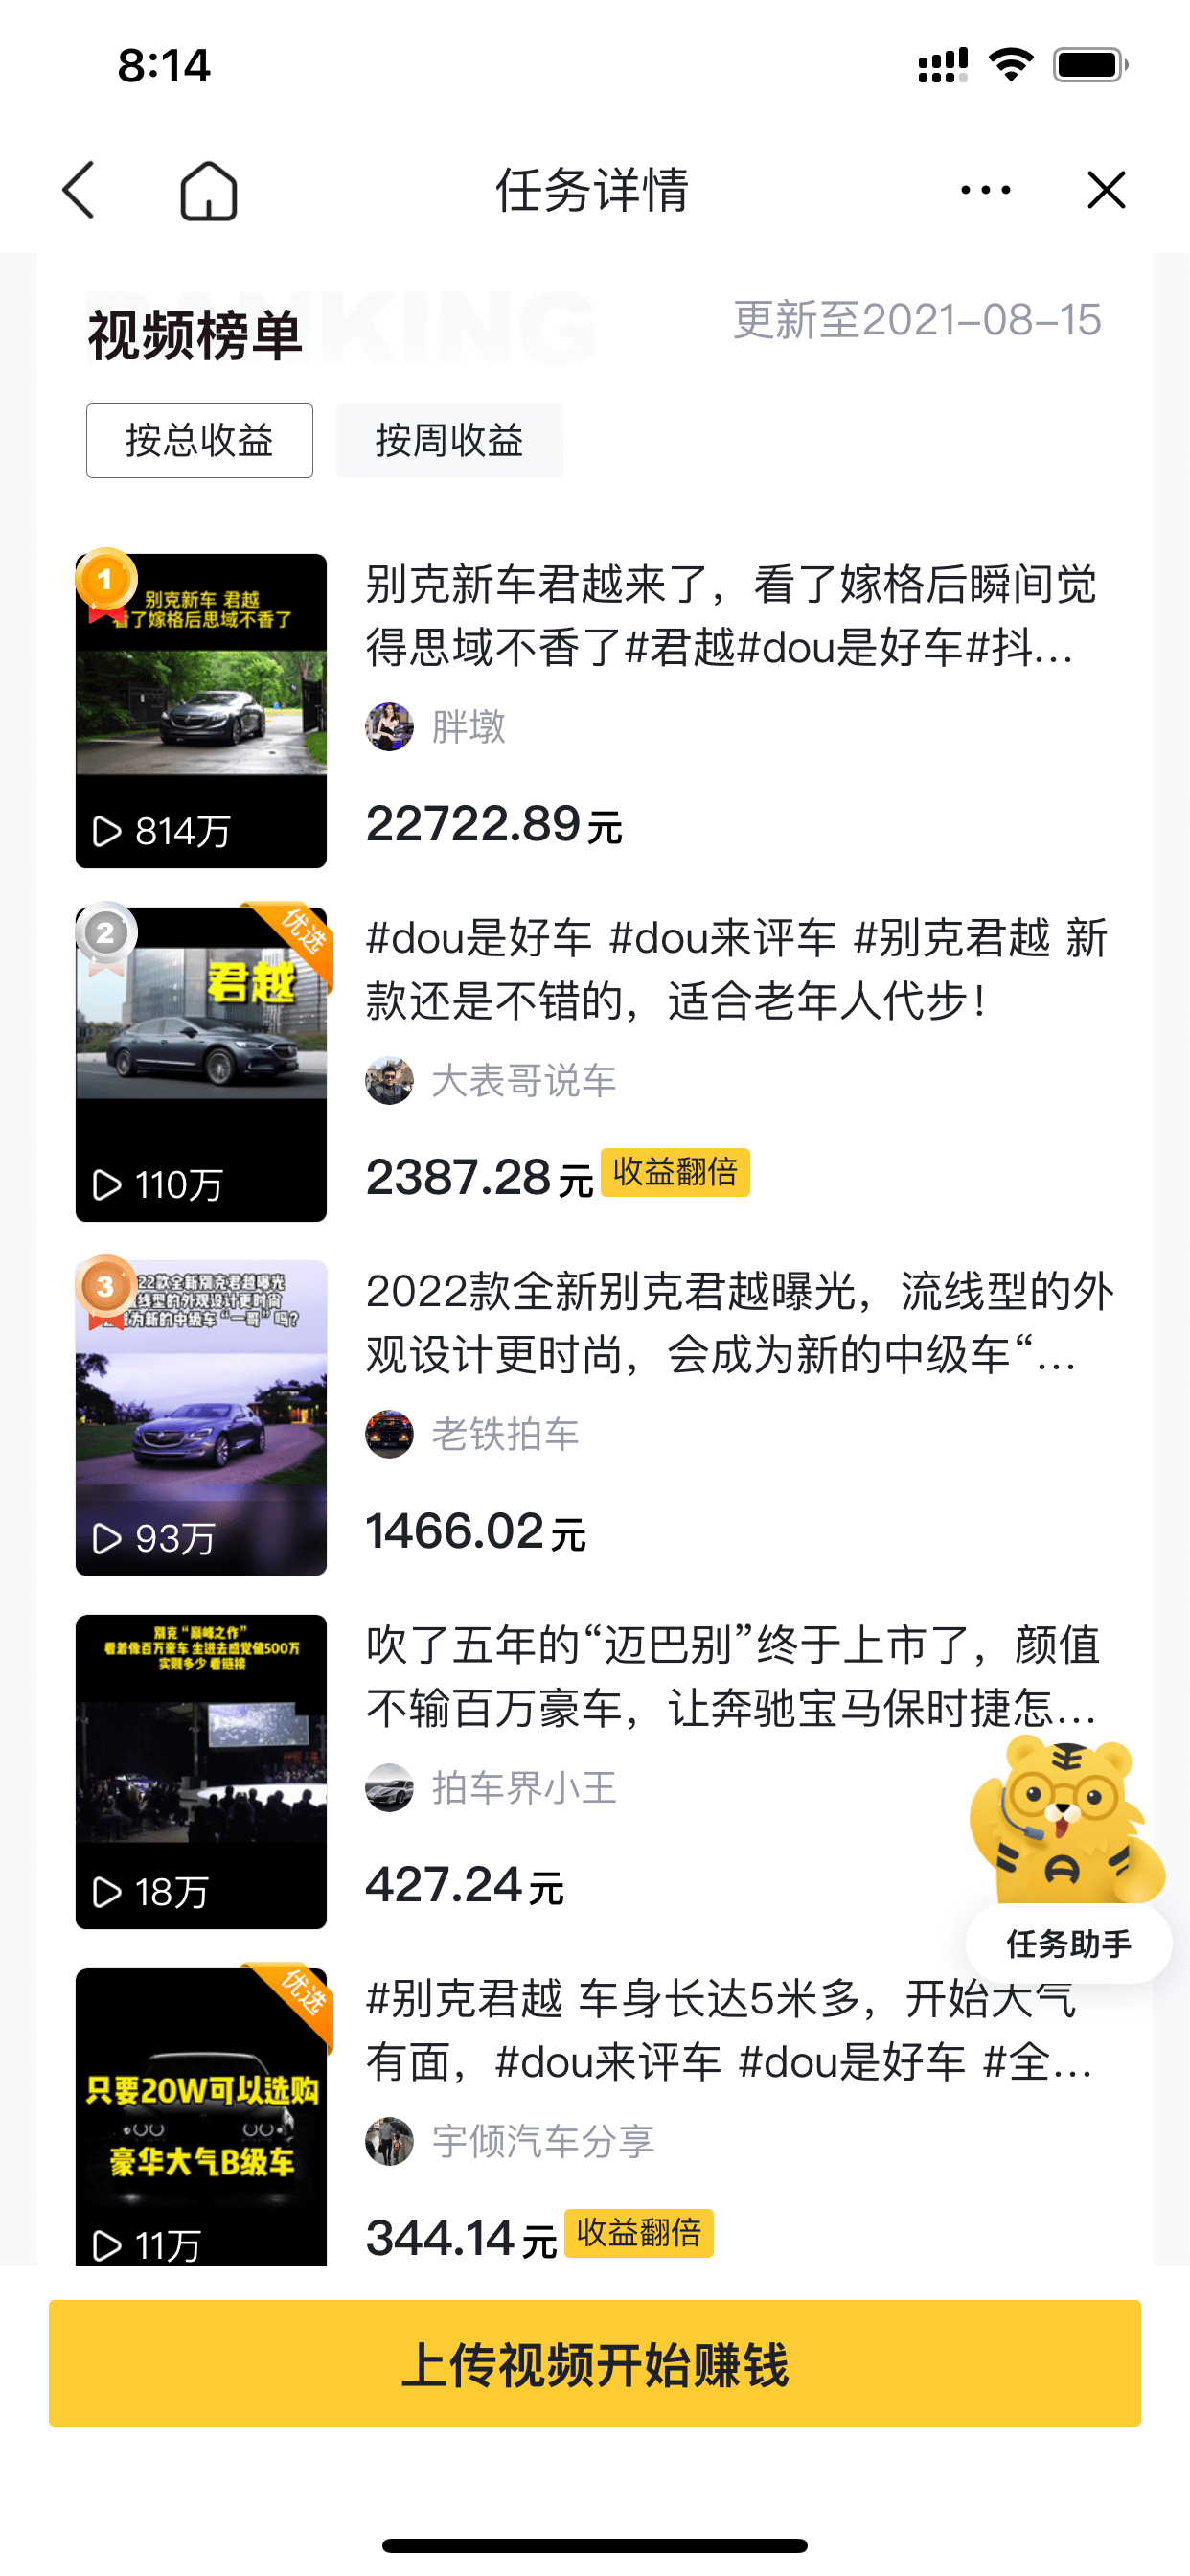 8:14
任务详情
RANKING
视频榜单
更新至2021-08-15
按总收益
按周收益
1
别克新车 君越
看了嫁格后思域不香了
814万
别克新车君越来了，看了嫁格后瞬间觉
得思域不香了#君越#dou是好车#抖...
胖墩
22722.89元
2
优选
君越
110万
#dou是好车 #dou来评车 #别克君越 新
款还是不错的，适合老年人代步！
大表哥说车
2387.28元 收益翻倍
3
22款全新别克君越曝光
线型的外观设计更时尚
为新的中级车“一哥”吗？
93万
2022款全新别克君越曝光，流线型的外
观设计更时尚，会成为新的中级车“...
老铁拍车
1466.02元
别克“巅峰之作”
看着像百万豪车 坐进去感觉值500万
实则多少 看链接
18万
吹了五年的“迈巴别”终于上市了，颜值
不输百万豪车，让奔驰宝马保时捷怎...
拍车界小王
427.24元
任务助手
优选
只要20W可以选购
豪华大气B级车
11万
#别克君越 车身长达5米多，开始大气
有面，#dou来评车 #dou是好车 #全...
宇倾汽车分享
344.14元 收益翻倍
上传视频开始赚钱